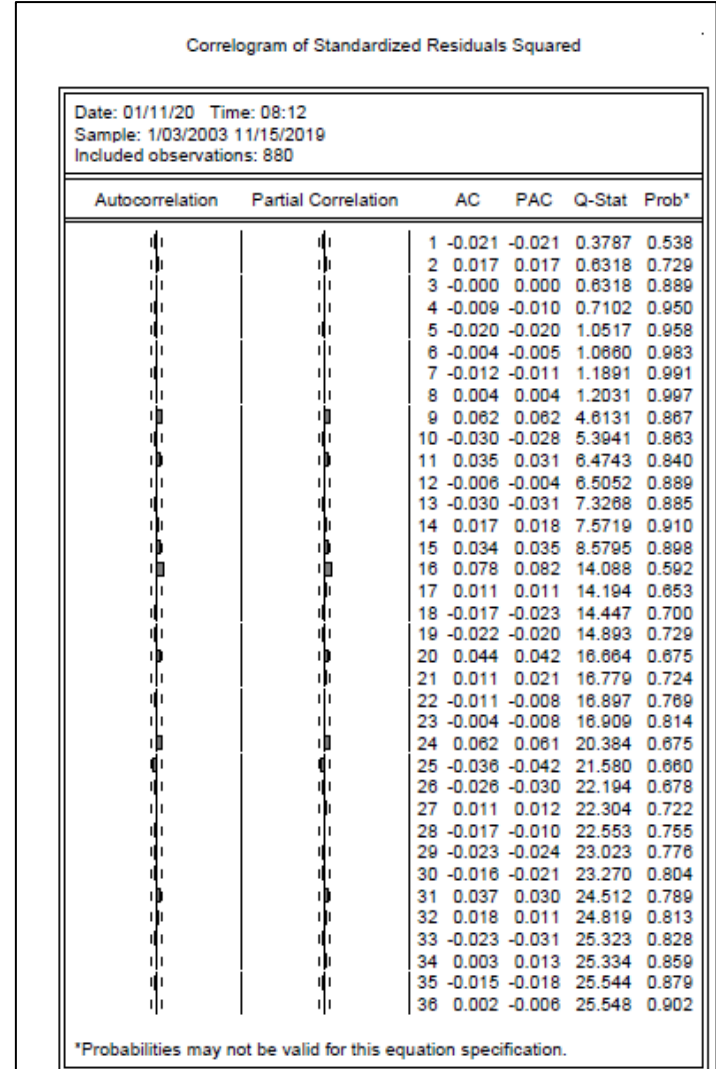 Correlogram of Standardized Residuals Squared
Date: 01/11/20 Time: 08:12
Sample: 1/03/2003 11/15/2019
Included observations: 880
Autocorrelation Partial Correlation AC PAC Q-Stat Prob*
1 -0.021 -0.021 0.3787 0.538
2 0.017 0.017 0.6318 0.729
3 -0.000 0.000 0.6318 0.889
4 -0.009 -0.010 0.7102 0.950
5 -0.020 -0.020 1.0517 0.958
6 -0.004 -0.005 1.0660 0.983
7 -0.012 -0.011 1.1891 0.991
8 0.004 0.004 1.2031 0.997
9 0.062 0.062 4.6131 0.867
10 -0.030 -0.028 5.3941 0.863
11 0.035 0.031 6.4743 0.840
12 -0.006 -0.004 6.5052 0.889
13 -0.030 -0.031 7.3268 0.885
14 0.017 0.018 7.5719 0.910
15 0.034 0.035 8.5795 0.898
16 0.078 0.082 14.088 0.592
17 0.011 0.011 14.194 0.653
18 -0.017 -0.023 14.447 0.700
19 -0.022 -0.020 14.893 0.729
20 0.044 0.042 16.664 0.675
21 0.011 0.021 16.779 0.724
22 -0.011 -0.008 16.897 0.769
23 -0.004 -0.008 16.909 0.814
24 0.062 0.061 20.384 0.675
25 -0.036 -0.042 21.580 0.660
26 -0.026 -0.030 22.194 0.678
27 0.011 0.012 22.304 0.722
28 -0.017 -0.010 22.553 0.755
29 -0.023 -0.024 23.023 0.776
30 -0.016 -0.021 23.270 0.804
31 0.037 0.030 24.512 0.789
32 0.018 0.011 24.819 0.813
33 -0.023 -0.031 25.323 0.828
34 0.003 0.013 25.334 0.859
35 -0.015 -0.018 25.544 0.879
36 0.002 -0.006 25.548 0.902
*Probabilities may not be valid for this equation specification.